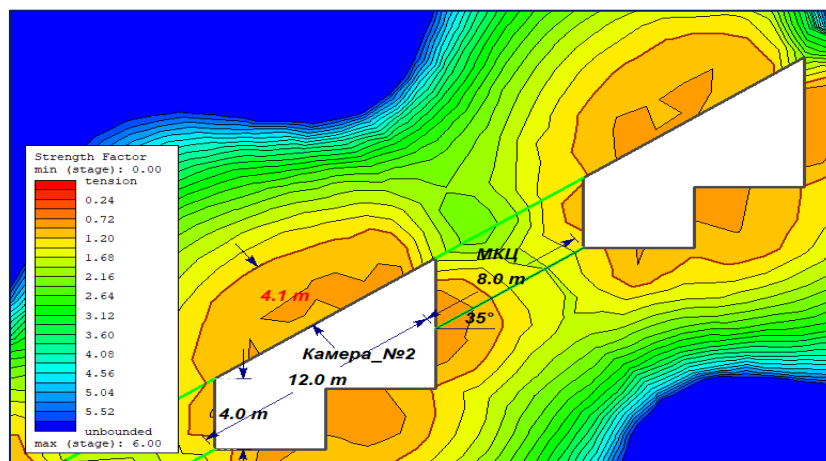 Strength Factor
min (stage): 0.00
tension
0.24
0.72
1.20
1.68
2.16
2.64
3.12
3.60
4.08
4.56
5.04
5.52
unbounded
max (stage): 6.00
МКЦ
8.0 m
4.1 m
35°
Камера_№2
12.0 m
4.0 m